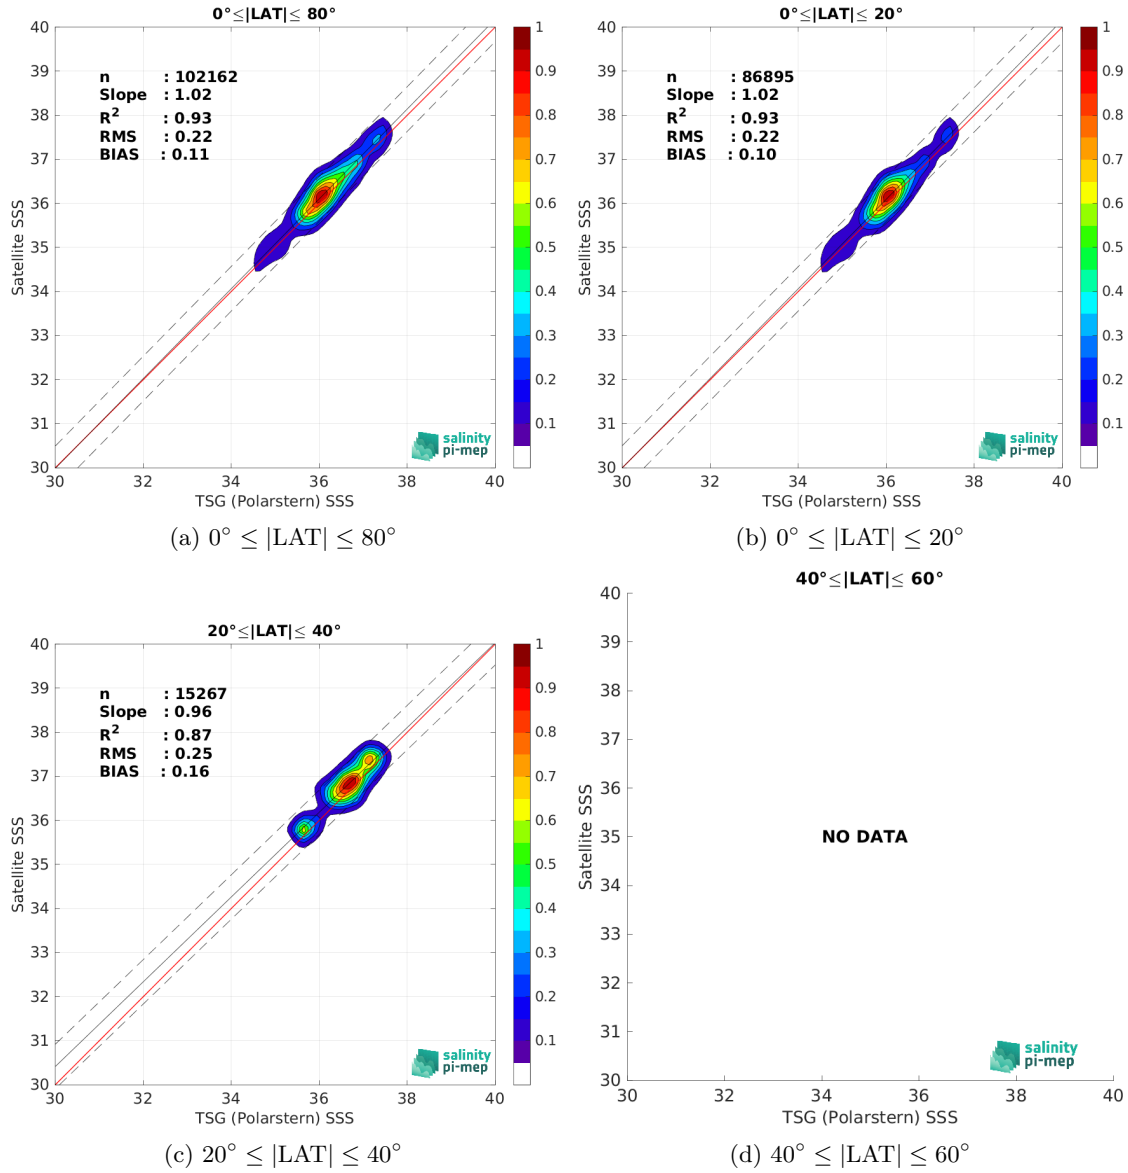 0°≤|LAT|≤ 80°
n : 102162
Slope : 1.02
R² : 0.93
RMS : 0.22
BIAS : 0.11
Satellite SSS
40
39
38
37
36
35
34
33
32
31
30
30 32 34 36 38 40
TSG (Polarstern) SSS
1
0.9
0.8
0.7
0.6
0.5
0.4
0.3
0.2
0.1
salinity
pi-mep
(a) 0° ≤ |LAT| ≤ 80°
0°≤|LAT|≤ 20°
n : 86895
Slope : 1.02
R² : 0.93
RMS : 0.22
BIAS : 0.10
Satellite SSS
40
39
38
37
36
35
34
33
32
31
30
30 32 34 36 38 40
TSG (Polarstern) SSS
1
0.9
0.8
0.7
0.6
0.5
0.4
0.3
0.2
0.1
salinity
pi-mep
(b) 0° ≤ |LAT| ≤ 20°
20°≤|LAT|≤ 40°
n : 15267
Slope : 0.96
R² : 0.87
RMS : 0.25
BIAS : 0.16
Satellite SSS
40
39
38
37
36
35
34
33
32
31
30
30 32 34 36 38 40
TSG (Polarstern) SSS
1
0.9
0.8
0.7
0.6
0.5
0.4
0.3
0.2
0.1
salinity
pi-mep
(c) 20° ≤ |LAT| ≤ 40°
40°≤|LAT|≤ 60°
NO DATA
Satellite SSS
40
39
38
37
36
35
34
33
32
31
30
30 32 34 36 38 40
TSG (Polarstern) SSS
salinity
pi-mep
(d) 40° ≤ |LAT| ≤ 60°